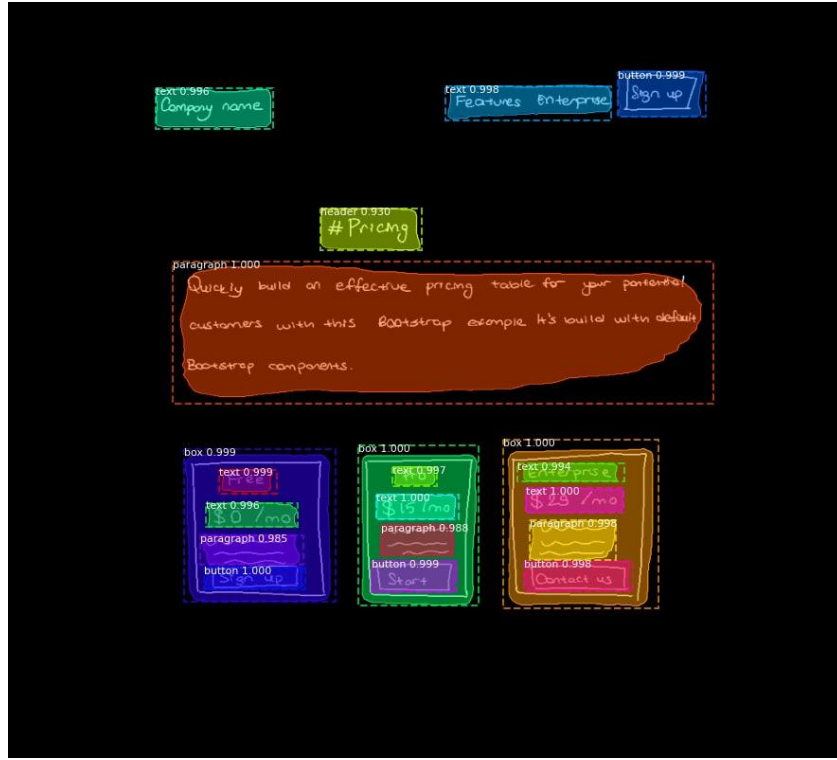 text 0.996
Company name
text 0.998
Features Enterprise
button 0.999
Sign up
header 0.930
#Pricing
paragraph 1.000
Quickly build an effective pricing table for your potential
customers with this Bootstrap example It's build with default
Bootstrap components.
box 0.999
text 0.999
Free
text 0.996
$0 /mo
paragraph 0.985
button 1.000
Sign up
box 1.000
text 0.997
Pro
text 1.000
$15/mo
paragraph 0.988
button 0.999
Start
box 1.000
text 0.994
Enterprise
text 1.000
$29 /mo
paragraph 0.998
button 0.998
Contact us